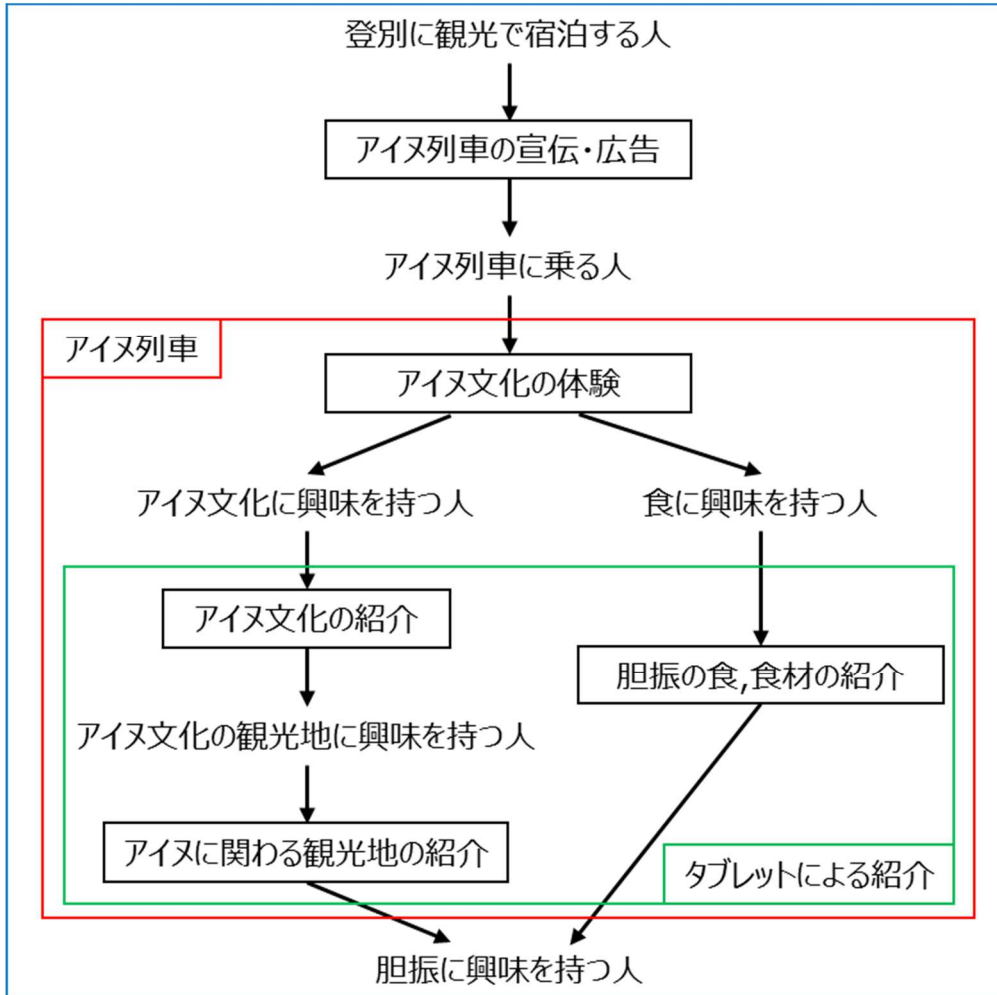 登別に観光で宿泊する人
アイヌ列車の宣伝・広告
アイヌ列車に乗る人
アイヌ列車
アイヌ文化の体験
アイヌ文化に興味を持つ人
食に興味を持つ人
アイヌ文化の紹介
胆振の食,食材の紹介
アイヌ文化の観光地に興味を持つ人
アイヌに関わる観光地の紹介
タブレットによる紹介
胆振に興味を持つ人